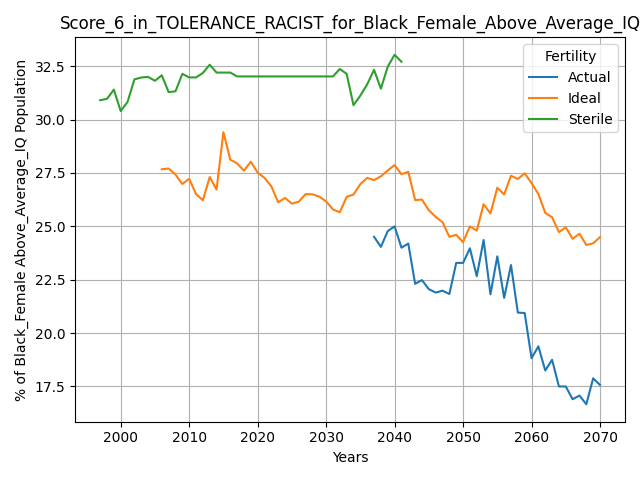 Score_6_in_TOLERANCE_RACIST_for_Black_Female_Above_Average_IQ
% of Black_Female Above_Average_IQ Population
32.5
30.0
27.5
25.0
22.5
20.0
17.5
Fertility
Actual
Ideal
Sterile
2000 2010 2020 2030 2040 2050 2060 2070
Years